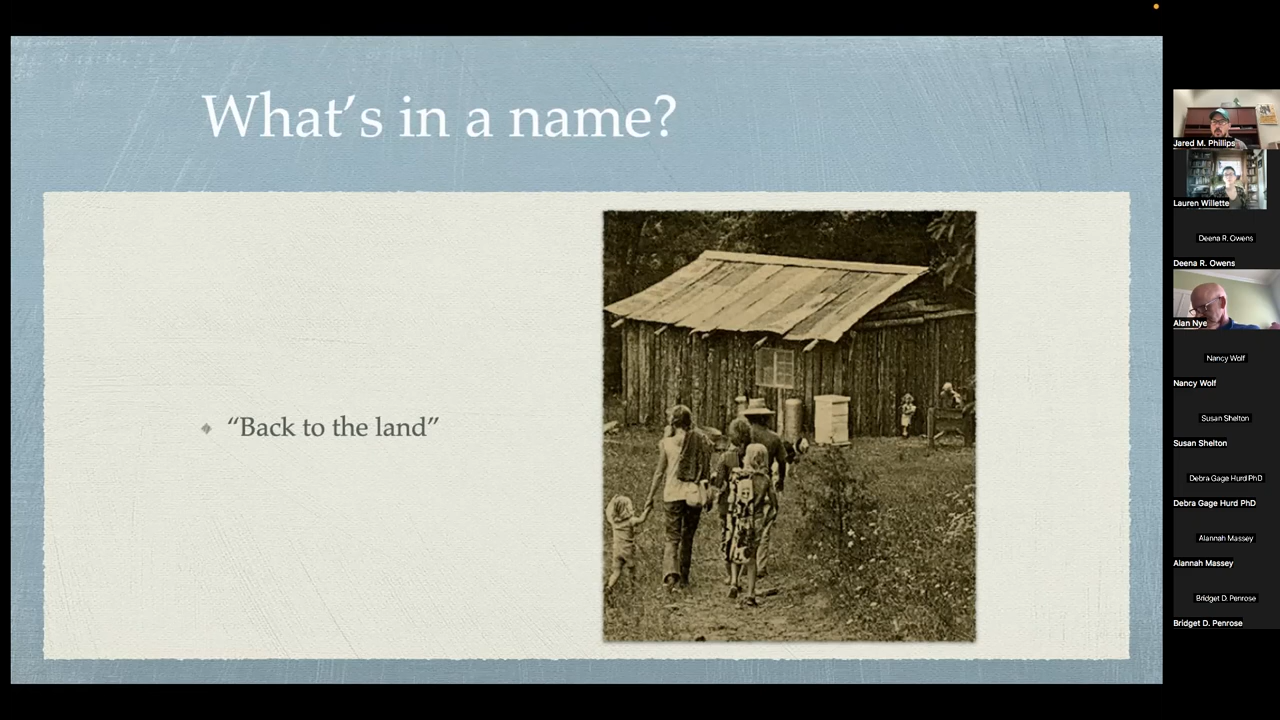 What's in a name?
“Back to the land”
Jared M. Phillips
Lauren Willette
Deena R. Owens
Deena R. Owens
Alan Nye
Nancy Wolf
Nancy Wolf
Susan Shelton
Susan Shelton
Debra Gage Hurd PhD
Debra Gage Hurd PhD
Alannah Massey
Alannah Massey
Bridget D. Penrose
Bridget D. Penrose